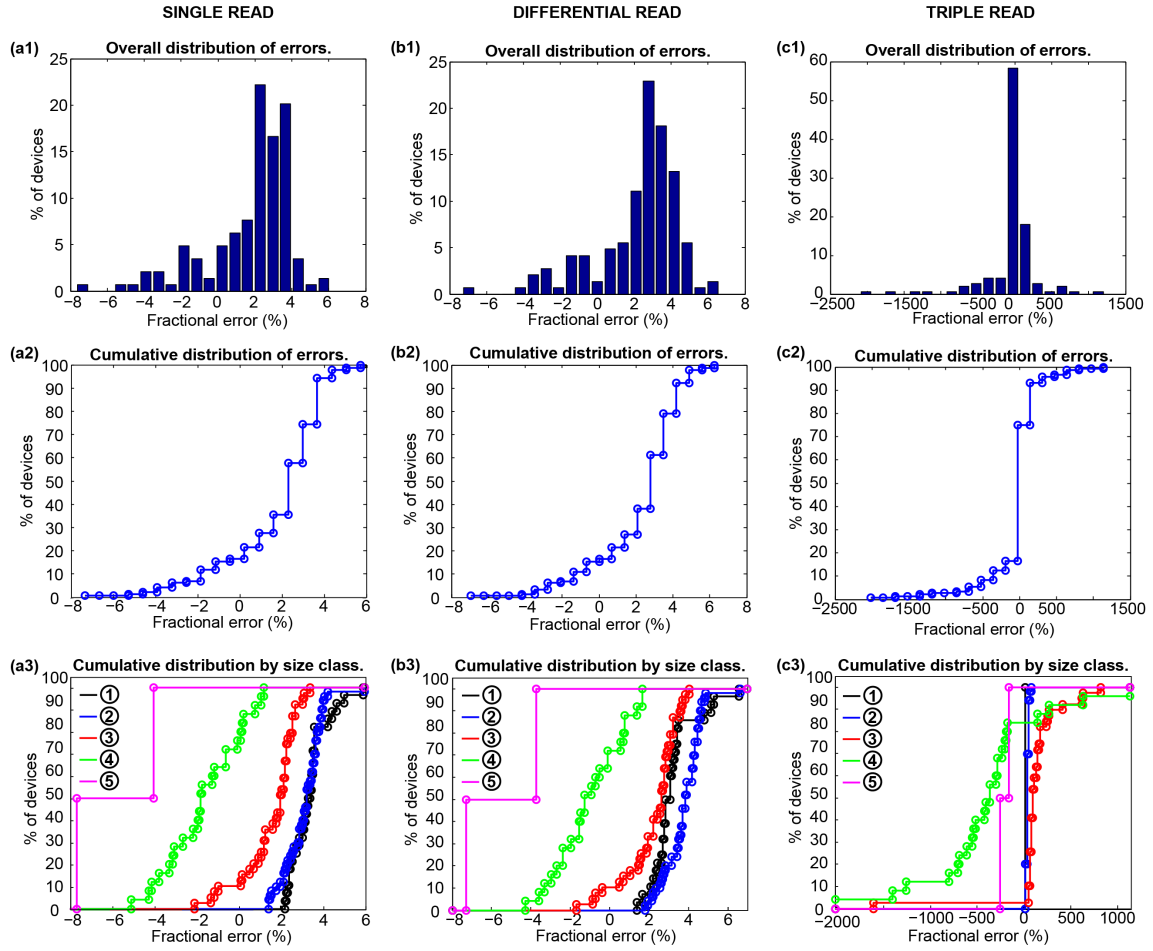 SINGLE READ DIFFERENTIAL READ TRIPLE READ
(a1) Overall distribution of errors. (b1) Overall distribution of errors. (c1) Overall distribution of errors.
25 25 60
20 20 50
15 15 40
10 10 30
5 5 20
0 0 10
0
% of devices % of devices % of devices
−8 −6 −4 −2 0 2 4 6 8 −8 −6 −4 −2 0 2 4 6 8 −2500 −1500 −500 0 500 1500
Fractional error (%) Fractional error (%) Fractional error (%)
(a2) Cumulative distribution of errors. (b2) Cumulative distribution of errors. (c2) Cumulative distribution of errors.
100 100 100
90 90 90
80 80 80
70 70 70
60 60 60
50 50 50
40 40 40
30 30 30
20 20 20
10 10 10
0 0 0
% of devices % of devices % of devices
−8 −6 −4 −2 0 2 4 6 −8 −6 −4 −2 0 2 4 6 8 −2500 −1500 −500 0 500 1500
Fractional error (%) Fractional error (%) Fractional error (%)
(a3) Cumulative distribution by size class. (b3) Cumulative distribution by size class. (c3) Cumulative distribution by size class.
100 100 100
90 90 90
80 80 80
70 70 70
60 60 60
50 50 50
40 40 40
30 30 30
20 20 20
10 10 10
0 0 0
① ① ①
② ② ②
③ ③ ③
④ ④ ④
⑤ ⑤ ⑤
% of devices % of devices % of devices
−8 −6 −4 −2 0 2 4 6 −8 −6 −4 −2 0 2 4 6 −2000 −1000 −500 0 500 1000
Fractional error (%) Fractional error (%) Fractional error (%)